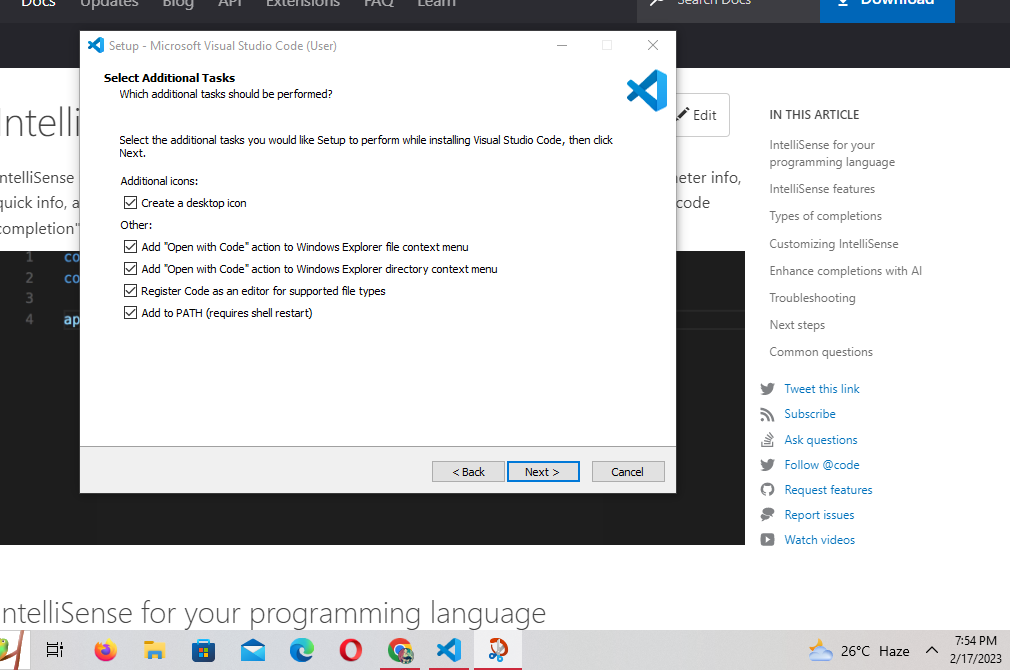 Docs Updates Blog API Extensions FAQ Learn Search Docs Download
Setup - Microsoft Visual Studio Code (User)
Select Additional Tasks
Which additional tasks should be performed?
Select the additional tasks you would like Setup to perform while installing Visual Studio Code, then click
Next.
Additional icons:
Create a desktop icon
Other:
Add "Open with Code" action to Windows Explorer file context menu
Add "Open with Code" action to Windows Explorer directory context menu
Register Code as an editor for supported file types
Add to PATH (requires shell restart)
< Back Next > Cancel
IntelliSense
quick info, a
completion"
info,
code
1 co
2 co
3
4 ap
Edit
IN THIS ARTICLE
IntelliSense for your
programming language
IntelliSense features
Types of completions
Customizing IntelliSense
Enhance completions with AI
Troubleshooting
Next steps
Common questions
Tweet this link
Subscribe
Ask questions
Follow @code
Request features
Report issues
Watch videos
ntelliSense for your programming language
26°C Haze
7:54 PM
2/17/2023